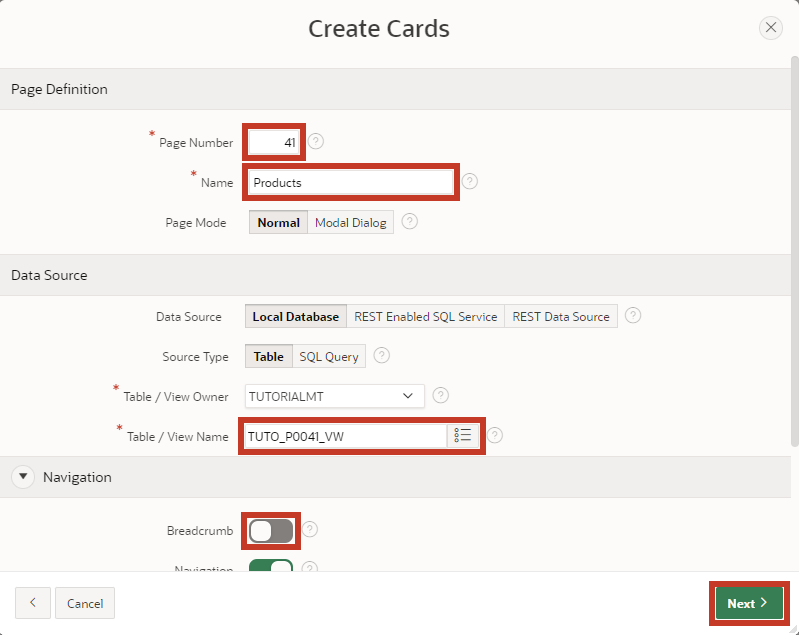 Create Cards
Page Definition
* Page Number 41 ?
* Name Products ?
Page Mode Normal Modal Dialog ?
Data Source
Data Source Local Database REST Enabled SQL Service REST Data Source ?
Source Type Table SQL Query ?
* Table / View Owner TUTORIALMT ?
* Table / View Name TUTO_P0041_VW ?
Navigation
Breadcrumb ?
Navigation ?
Cancel Next